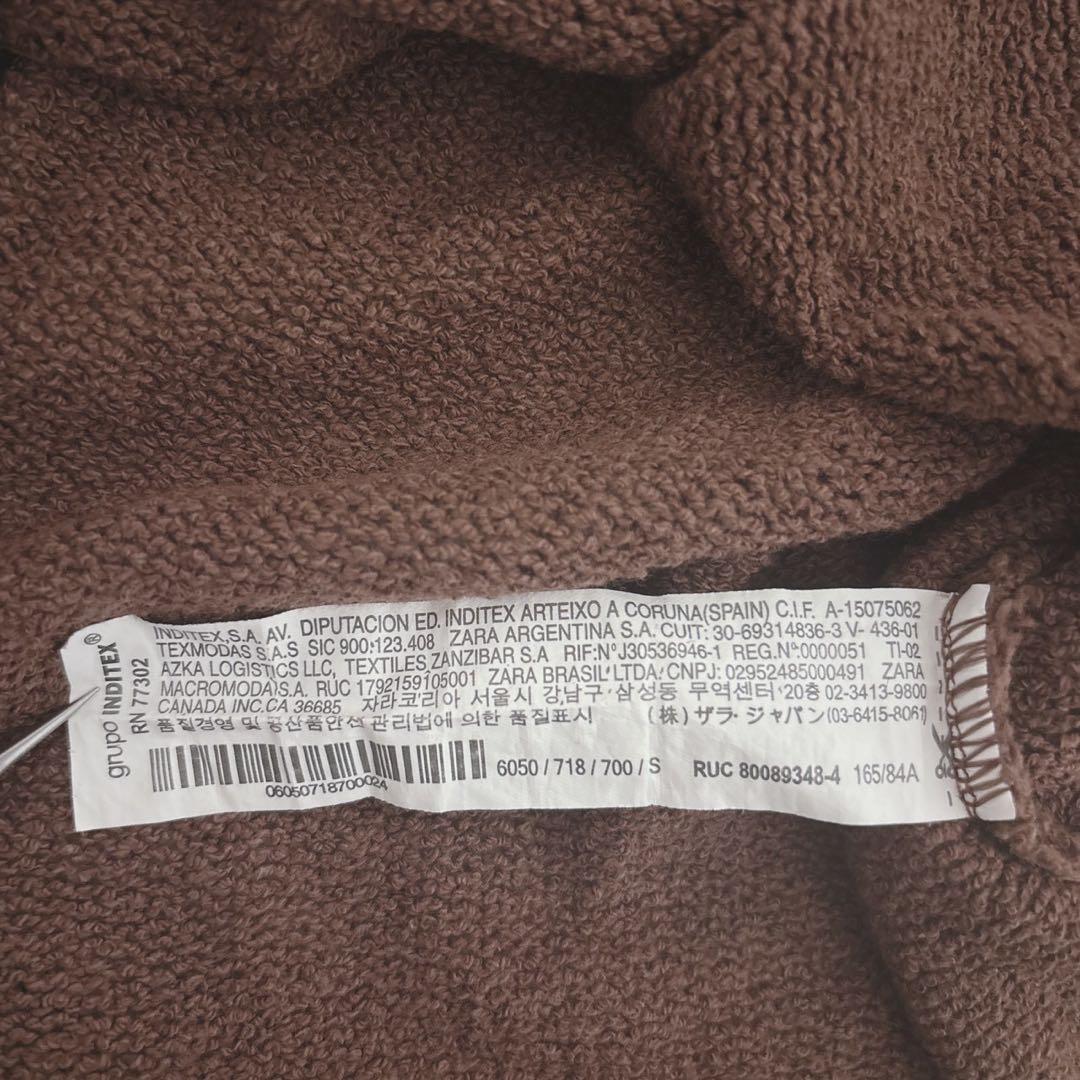 grupo INDITEX®
RN 77302
INDITEX.S.A. AV. DIPUTACION ED. INDITEX ARTEIXO A CORUNA(SPAIN) C.I.F. A-15075062
TEXMODAS S.A.S SIC 900.123.408 ZARA ARGENTINA S.A. CUIT: 30-69314836-3 V- 436-01
AZKA LOGISTICS LLC, TEXTILES ZANZIBAR S.A RIF:N°J30536946-1 REG.Nª:0000051 TI-02
MACROMODA S.A. RUC 1792159105001 ZARA BRASIL LTDA. CNPJ: 02952485000491 ZARA
CANADA INC.CA 36685 자라코리아 서울시 강남구 삼성동 무역센터 20층 02-3413-9800
품질경영 및 공산품안전 관리법에 의한 품질표시 (株) ザラ・ジャパン(03-6415-8061)
06050718700024
6050 / 718 / 700 / S RUC 80089348-4 165/84A